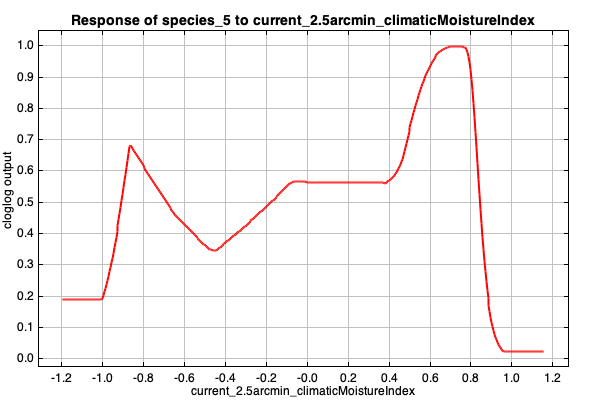 Response of species_5 to current_2.5arcmin_climaticMoistureIndex
cloglog output
1.0
0.9
0.8
0.7
0.6
0.5
0.4
0.3
0.2
0.1
0.0
-1.2 -1.0 -0.8 -0.6 -0.4 -0.2 -0.0 0.2 0.4 0.6 0.8 1.0 1.2
current_2.5arcmin_climaticMoistureIndex